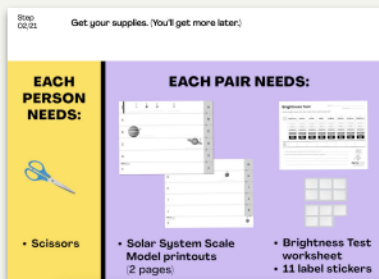 Step
02/21
Get your supplies. (You'll get more later.)
EACH
PERSON
NEEDS:
• Scissors
EACH PAIR NEEDS:
• Solar System Scale
Model printouts
(2 pages)
Brightness Test
• Brightness Test
worksheet
• 11 label stickers